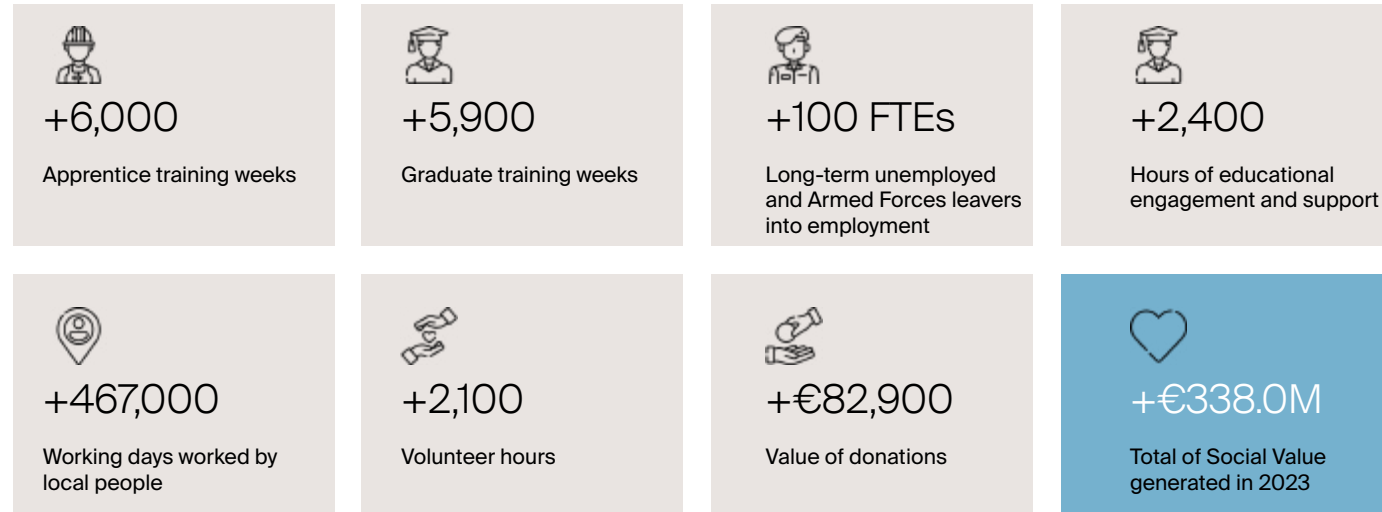 +6,000
Apprentice training weeks
+5,900
Graduate training weeks
+100 FTEs
Long-term unemployed
and Armed Forces leavers
into employment
+2,400
Hours of educational
engagement and support
+467,000
Working days worked by
local people
+2,100
Volunteer hours
+€82,900
Value of donations
+€338.0M
Total of Social Value
generated in 2023